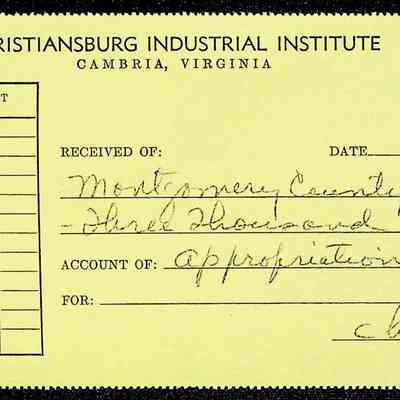 RISTIANSBURG INDUSTRIAL INSTITUTE
CAMBRIA, VIRGINIA
T
RECEIVED OF: DATE
Montgomery County
Three Thousand
ACCOUNT OF: appropriation
FOR: